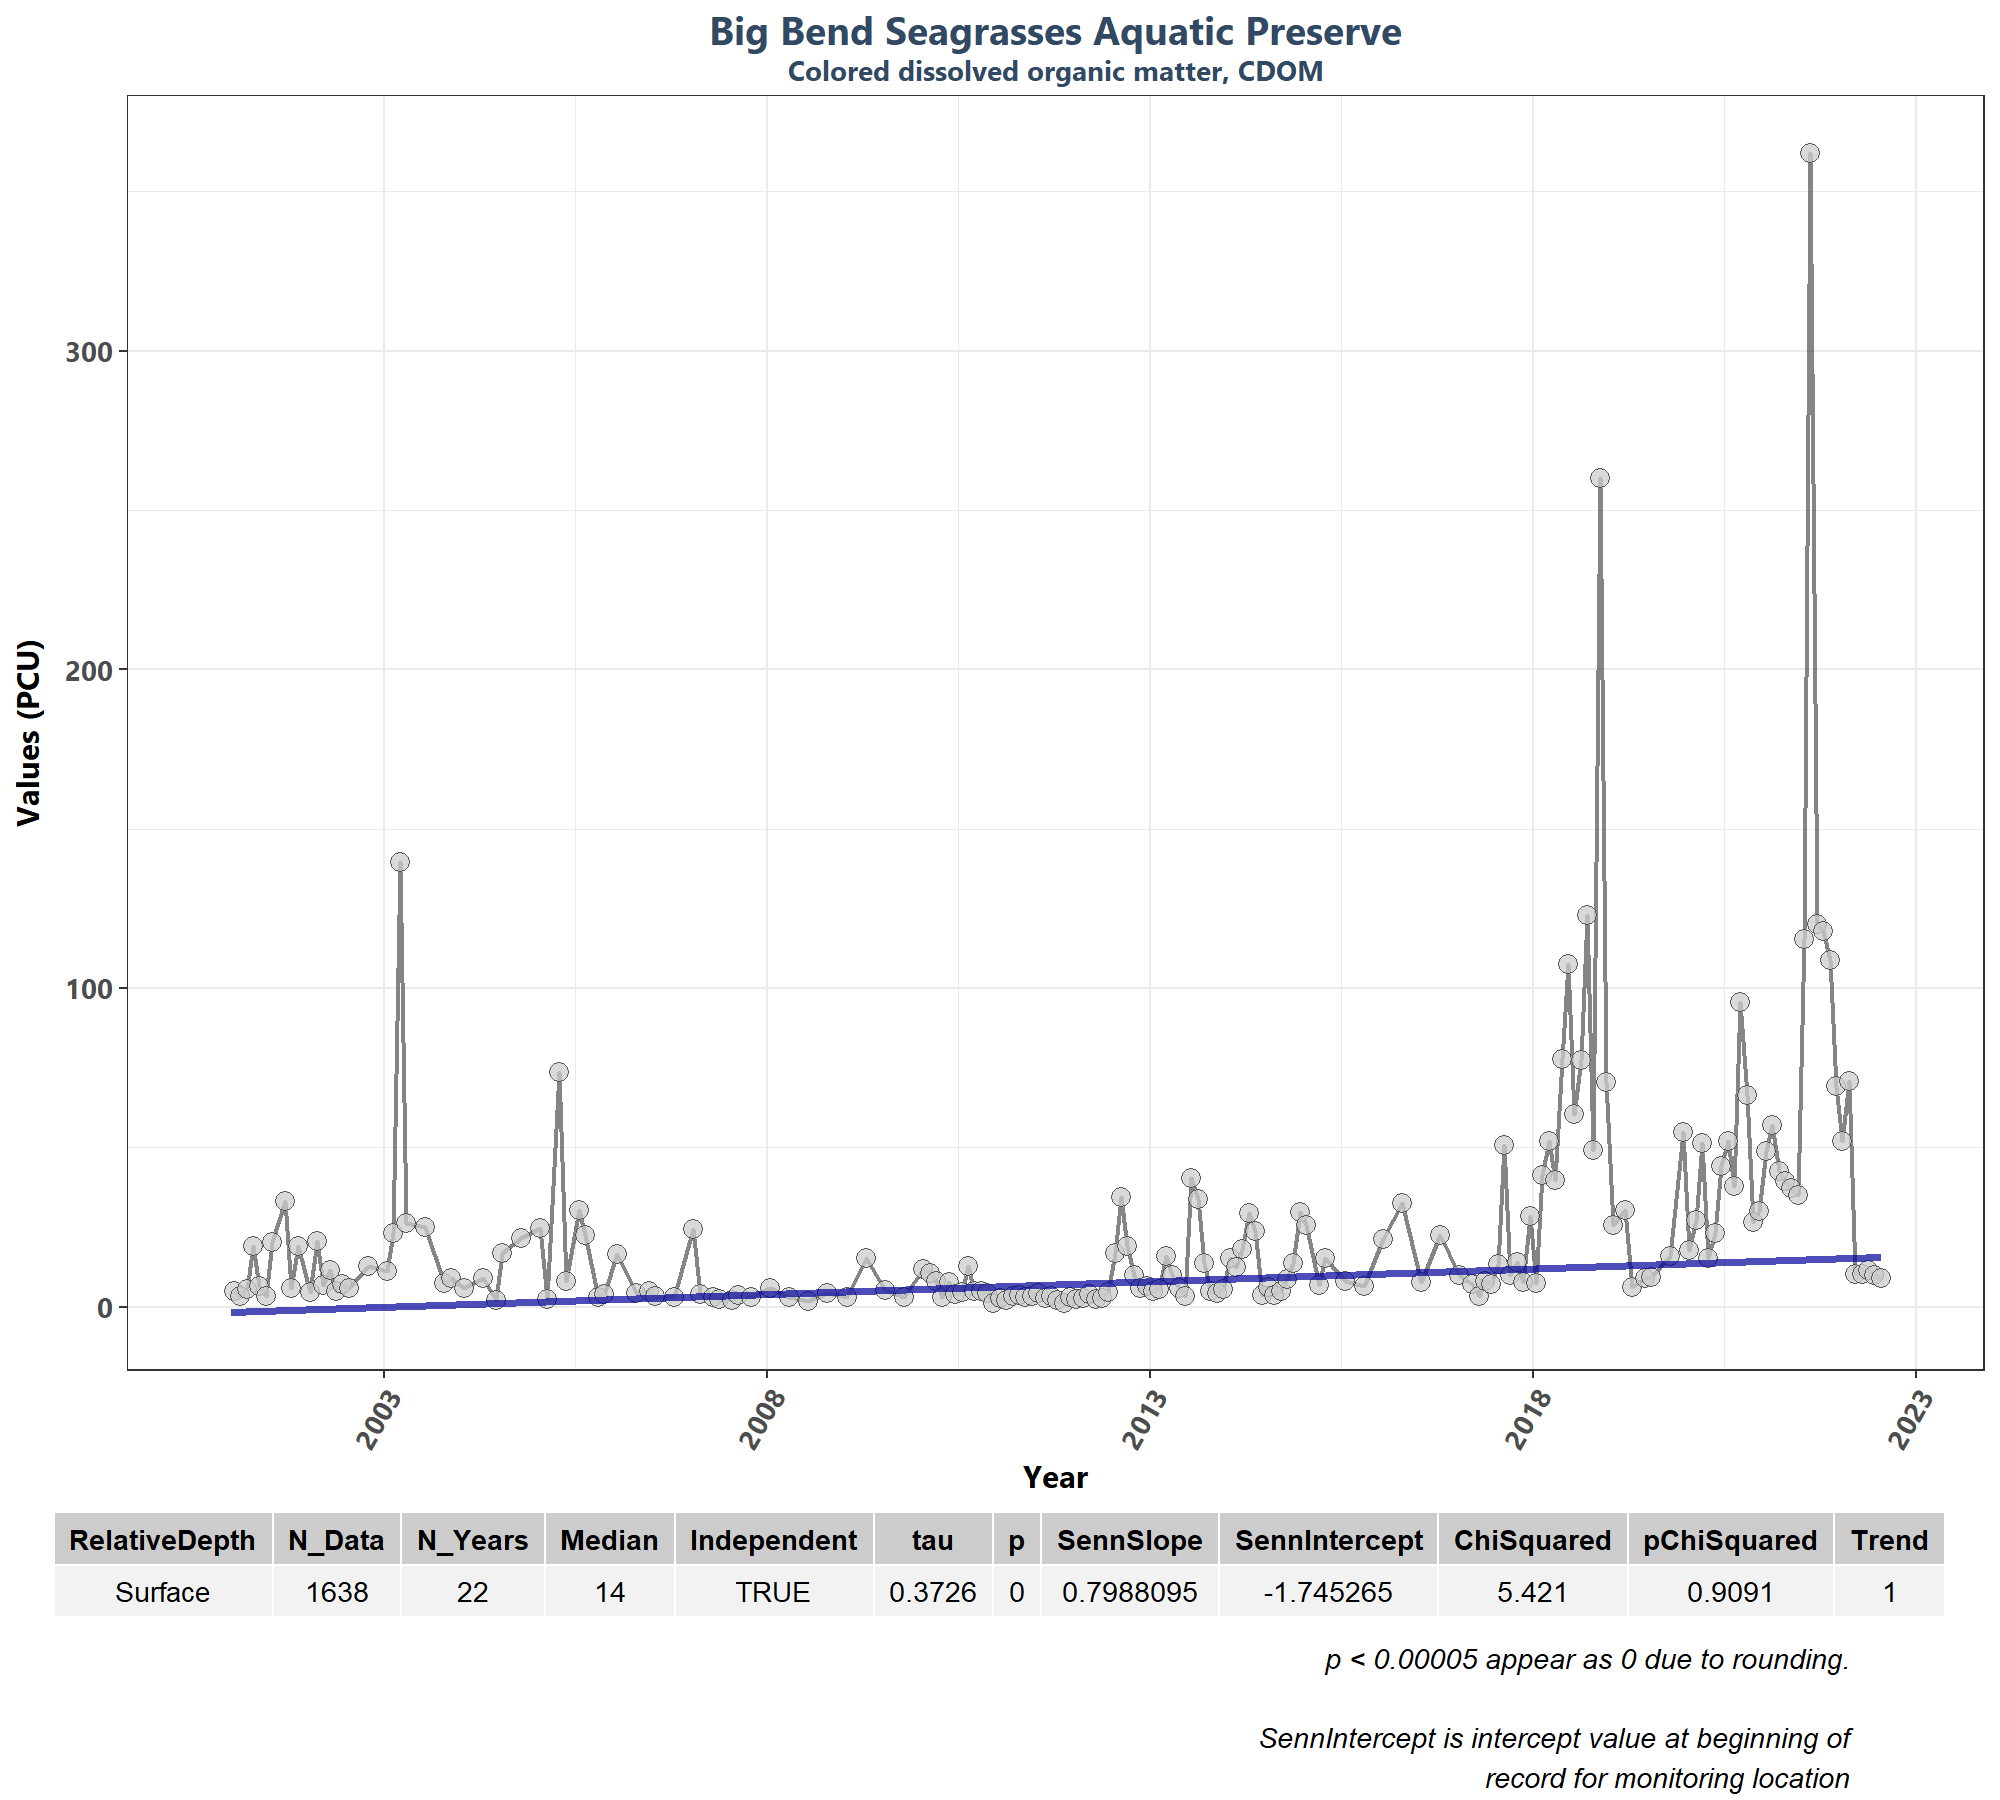 Big Bend Seagrasses Aquatic Preserve
Colored dissolved organic matter, CDOM
Values (PCU)
300
200
100
0
2003
2008
2013
2018
2023
Year
RelativeDepth N_Data N_Years Median Independent tau p SennSlope SennIntercept ChiSquared pChiSquared Trend
Surface 1638 22 14 TRUE 0.3726 0 0.7988095 -1.745265 5.421 0.9091 1
p < 0.00005 appear as 0 due to rounding.
SennIntercept is intercept value at beginning of
record for monitoring location